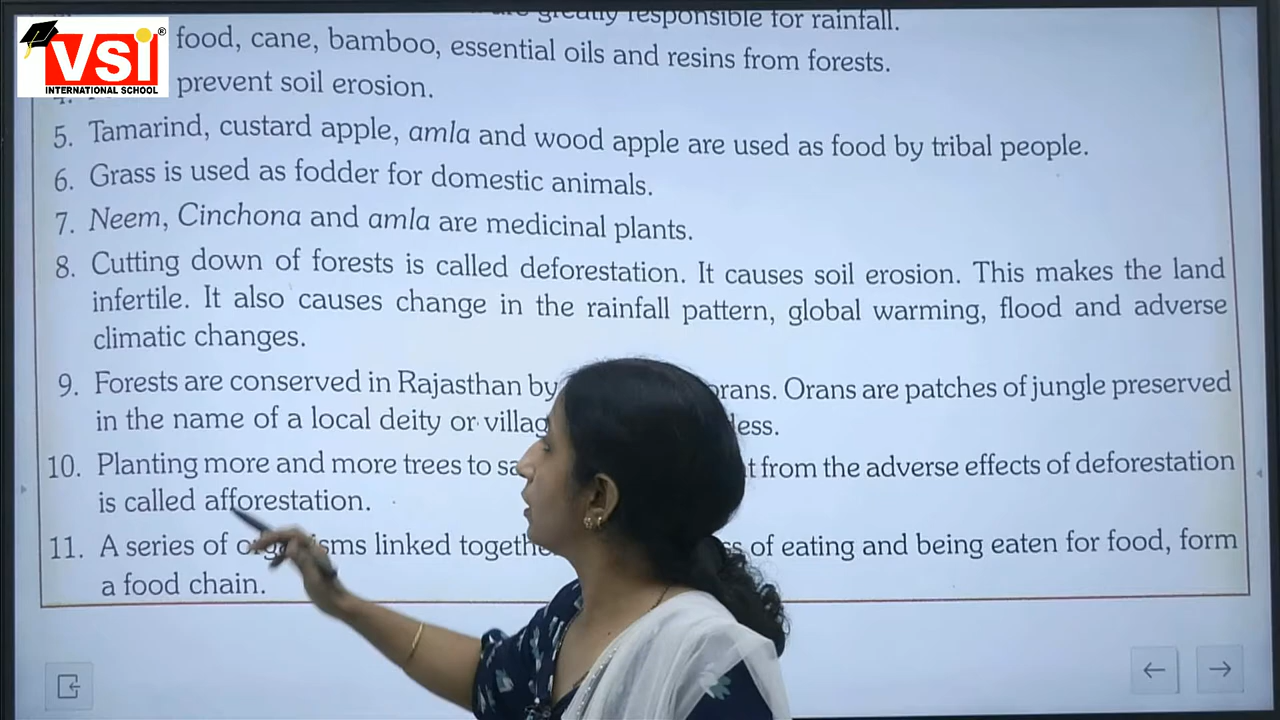 greatly responsible for rainfall.
food, cane, bamboo, essential oils and resins from forests.
4. prevent soil erosion.
5. Tamarind, custard apple, amla and wood apple are used as food by tribal people.
6. Grass is used as fodder for domestic animals.
7. Neem, Cinchona and amla are medicinal plants.
8. Cutting down of forests is called deforestation. It causes soil erosion. This makes the land
infertile. It also causes change in the rainfall pattern, global warming, flood and adverse
climatic changes.
9. Forests are conserved in Rajasthan by orans. Orans are patches of jungle preserved
in the name of a local deity or
10. Planting more and more trees to from the adverse effects of deforestation
is called afforestation.
11. A series of organisms linked together of eating and being eaten for food, form
a food chain.
VSI
INTERNATIONAL SCHOOL